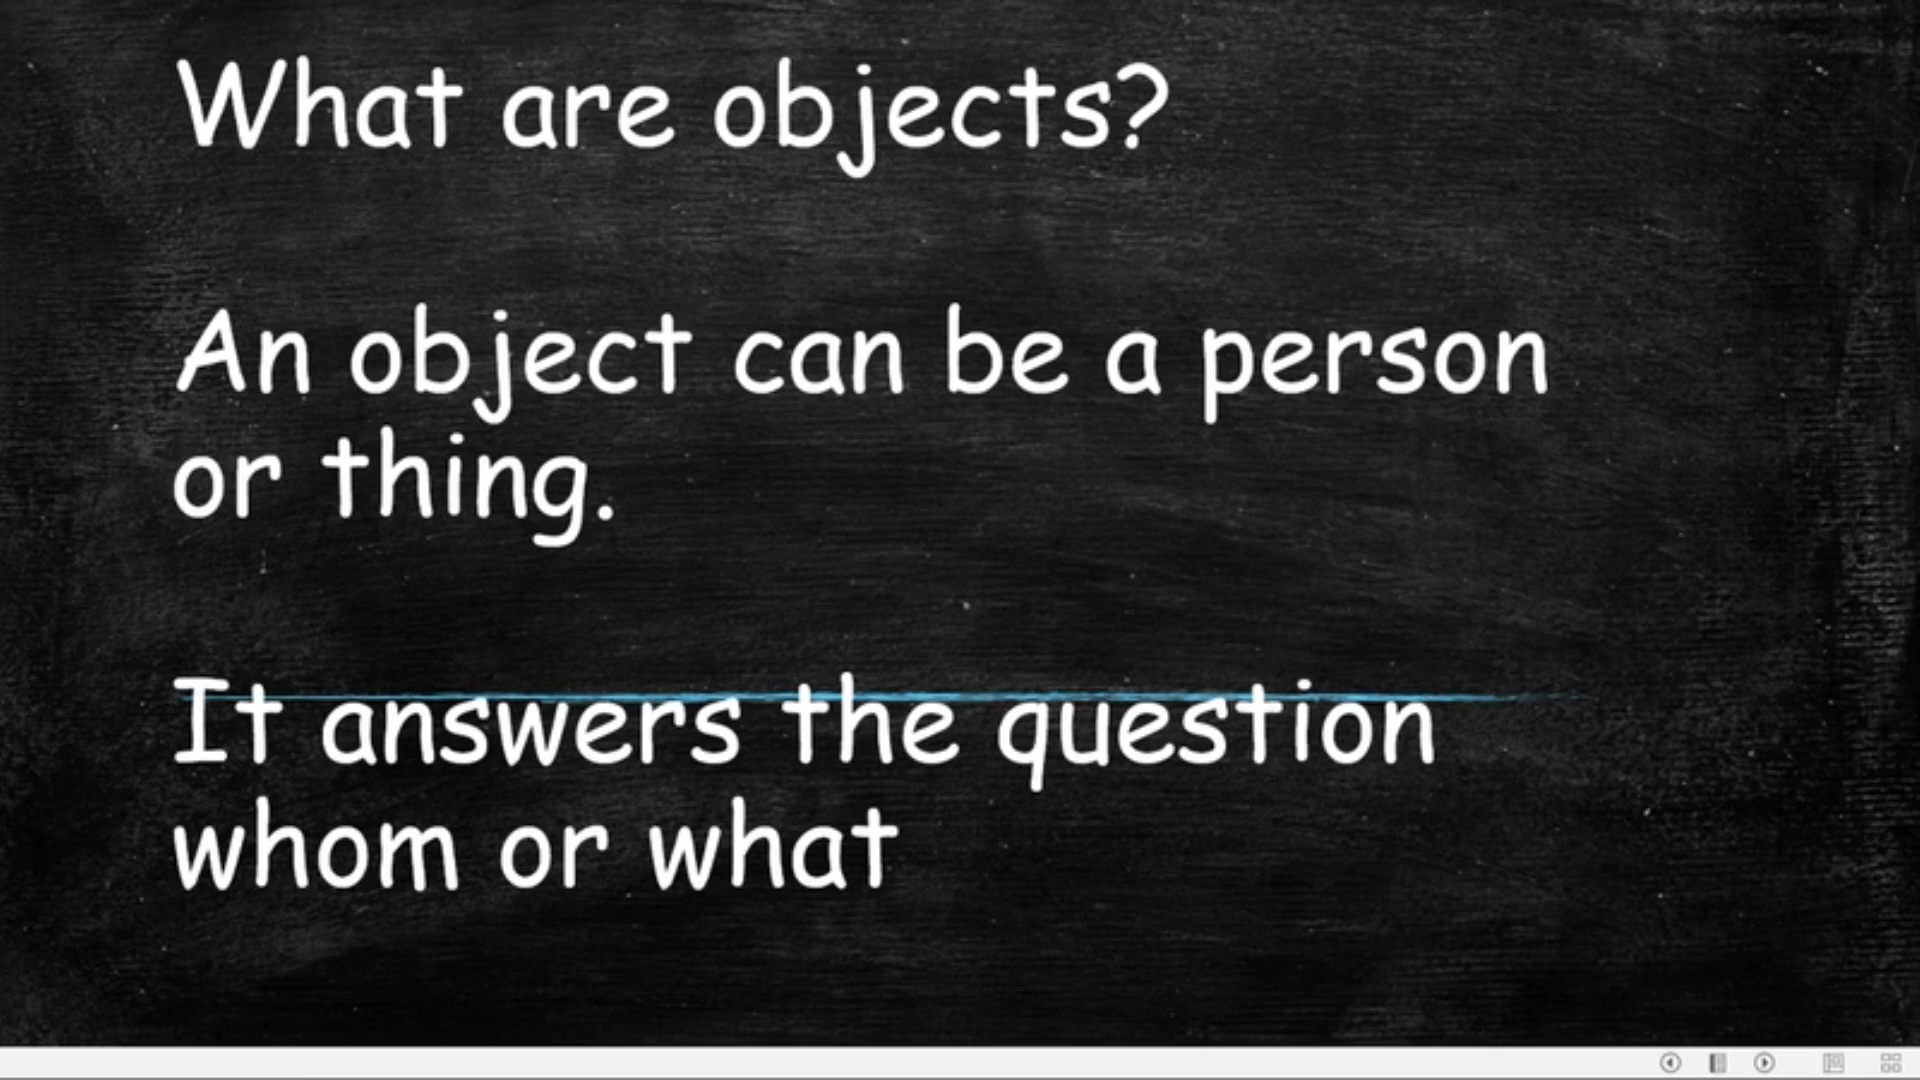 What are objects?
An object can be a person
or thing.
It answers the question
whom or what